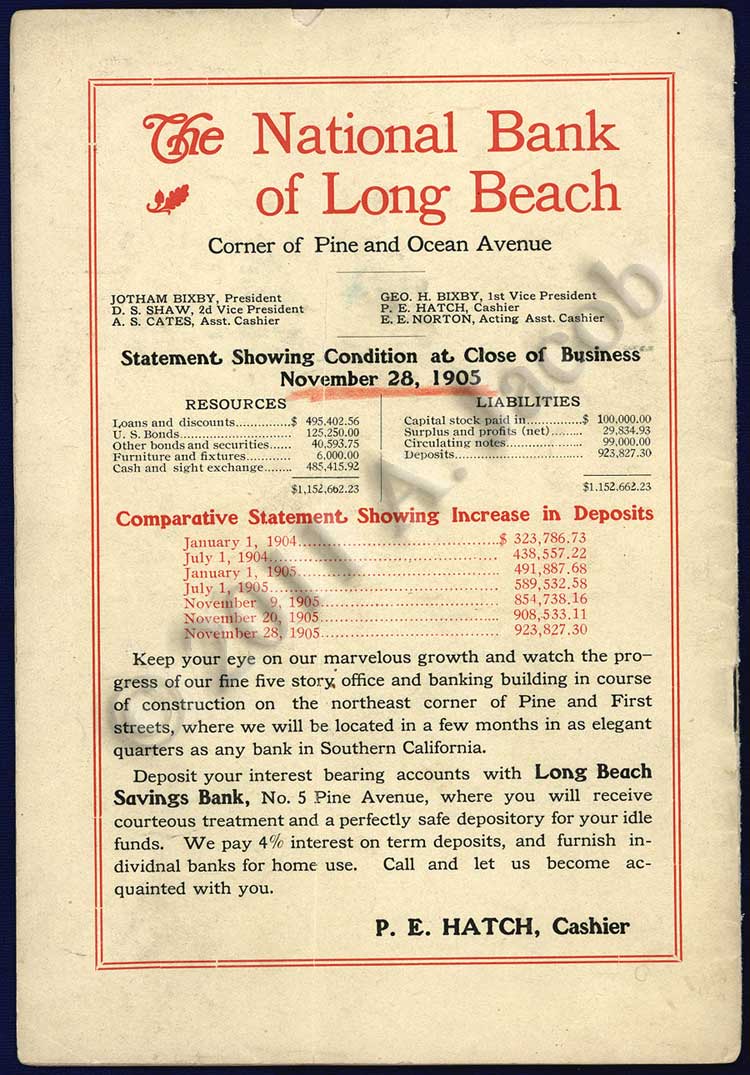 The National Bank
of Long Beach
Corner of Pine and Ocean Avenue
JOTHAM BIXBY, President
D. S. SHAW, 2d Vice President
A. S. CATES, Asst. Cashier
GEO. H. BIXBY, 1st Vice President
P. E. HATCH, Cashier
E. E. NORTON, Acting Asst. Cashier
Statement Showing Condition at Close of Business
November 28, 1905
RESOURCES
Loans and discounts..............$ 495,402.56
U. S. Bonds................................ 125,250.00
Other bonds and securities...... 40,593.75
Furniture and fixtures............. 6,000.00
Cash and sight exchange........ 485,415.92
$1,152,662.23
LIABILITIES
Capital stock paid in..............$ 100,000.00
Surplus and profits (net)........ 29,834.93
Circulating notes................... 99,000.00
Deposits................................ 923,827.30
$1.152,662.23
Comparative Statement Showing Increase in Deposits
January 1, 1904........................................$ 323,786.73
July 1, 1904.............................................. 438,557.22
January 1, 1905........................................ 491,887.68
July 1, 1905.............................................. 589,532.58
November 9, 1905................................... 854,738.16
November 20, 1905................................. 908,533.11
November 28, 1905................................. 923,827.30
Keep your eye on our marvelous growth and watch the pro-
gress of our fine five story, office and banking building in course
of construction on the northeast corner of Pine and First
streets, where we will be located in a few months in as elegant
quarters as any bank in Southern California.
Deposit your interest bearing accounts with Long Beach
Savings Bank, No. 5 Pine Avenue, where you will receive
courteous treatment and a perfectly safe depository for your idle
funds. We pay 4% interest on term deposits, and furnish in-
dividnal banks for home use. Call and let us become ac-
quainted with you.
P. E. HATCH, Cashier
© 2011 A. Jacob